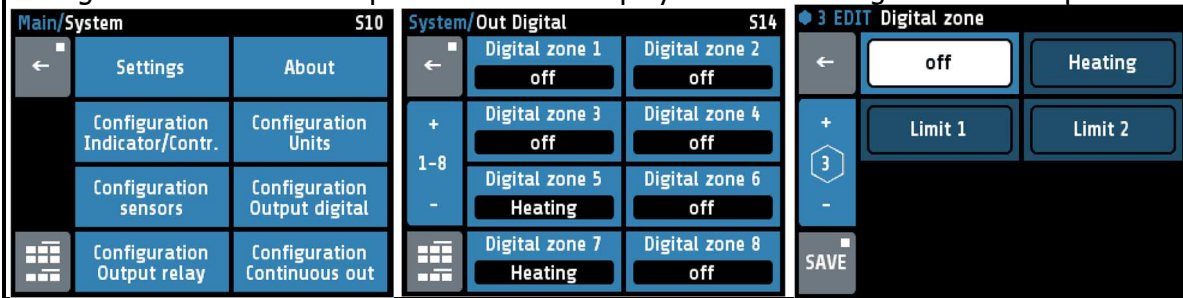 Main/System S10
←
Settings
About
Configuration
Indicator/Contr.
Configuration
Units
Configuration
sensors
Configuration
Output digital
Configuration
Output relay
Configuration
Continuous out
System/Out Digital S14
←
Digital zone 1
off
Digital zone 2
off
+
1-8
-
Digital zone 3
off
Digital zone 4
off
Digital zone 5
Heating
Digital zone 6
off
Digital zone 7
Heating
Digital zone 8
off
3 EDIT Digital zone
←
off
Heating
+
3
-
Limit 1
Limit 2
SAVE